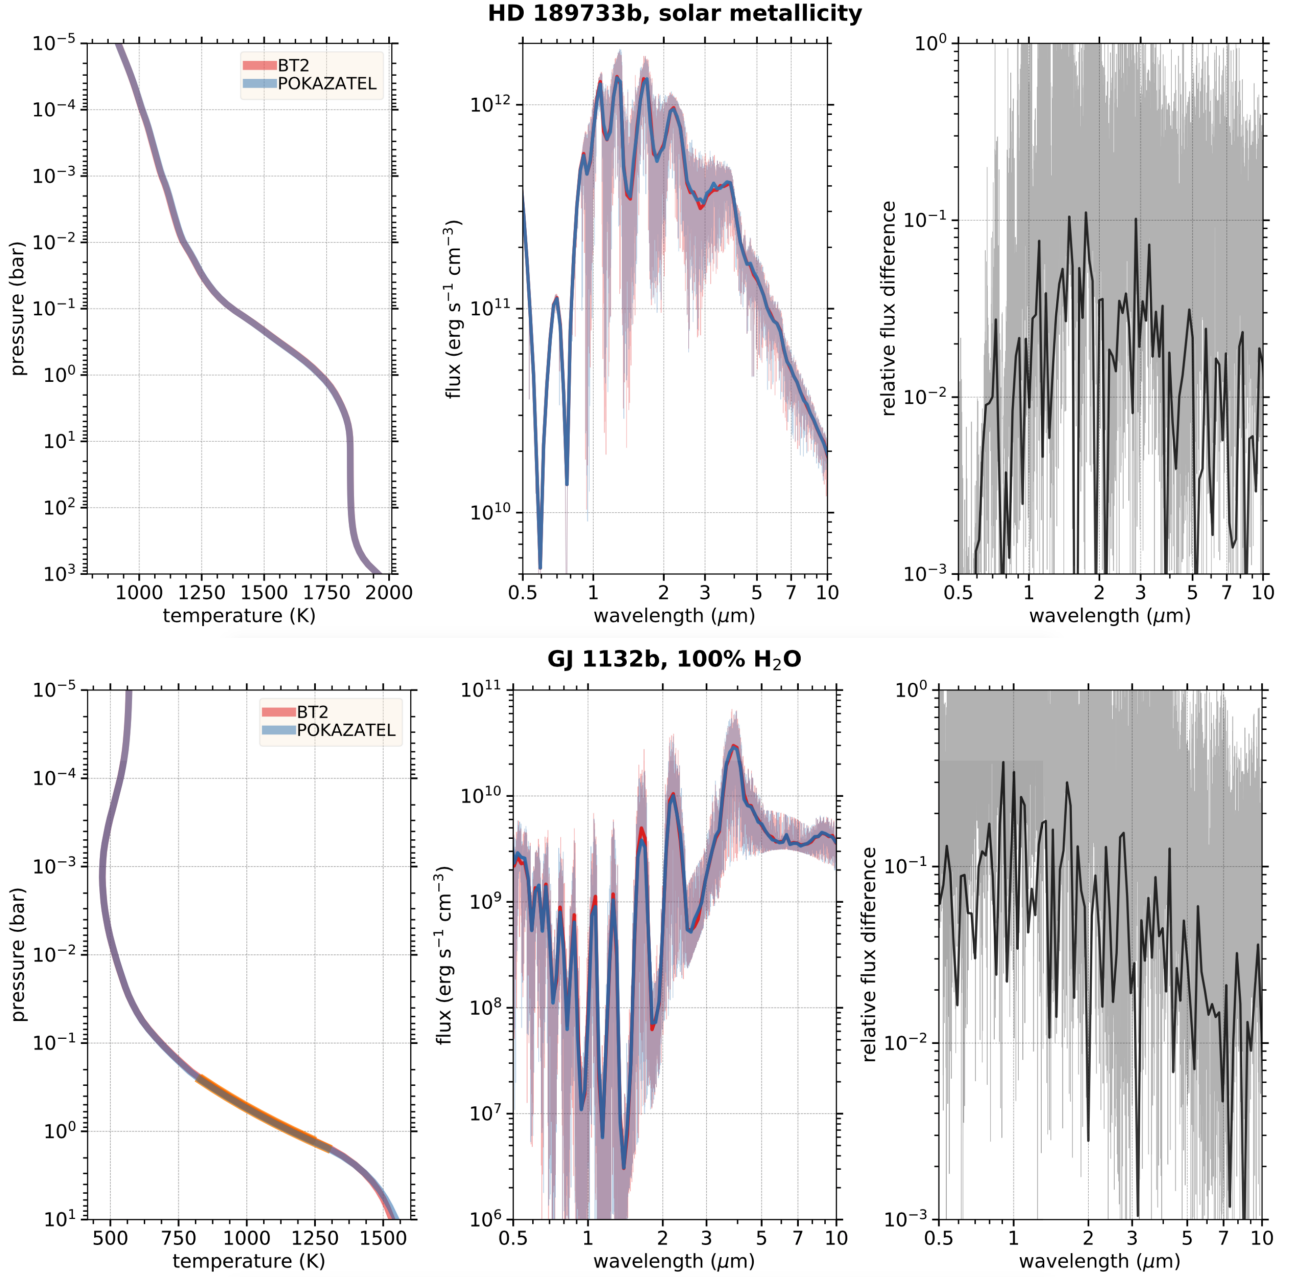 HD 189733b, solar metallicity
BT2
POKAZATEL
pressure (bar)
10⁻⁵
10⁻⁴
10⁻³
10⁻²
10⁻¹
10⁰
10¹
10²
10³
1000 1250 1500 1750 2000
temperature (K)
flux (erg s⁻¹ cm⁻³)
10¹²
10¹¹
10¹⁰
0.5 1 2 3 5 7 10
wavelength (μm)
relative flux difference
10⁰
10⁻¹
10⁻²
10⁻³
0.5 1 2 3 5 7 10
wavelength (μm)
GJ 1132b, 100% H₂O
BT2
POKAZATEL
pressure (bar)
10⁻⁵
10⁻⁴
10⁻³
10⁻²
10⁻¹
10⁰
10¹
500 750 1000 1250 1500
temperature (K)
flux (erg s⁻¹ cm⁻³)
10¹¹
10¹⁰
10⁹
10⁸
10⁷
10⁶
0.5 1 2 3 5 7 10
wavelength (μm)
relative flux difference
10⁰
10⁻¹
10⁻²
10⁻³
0.5 1 2 3 5 7 10
wavelength (μm)